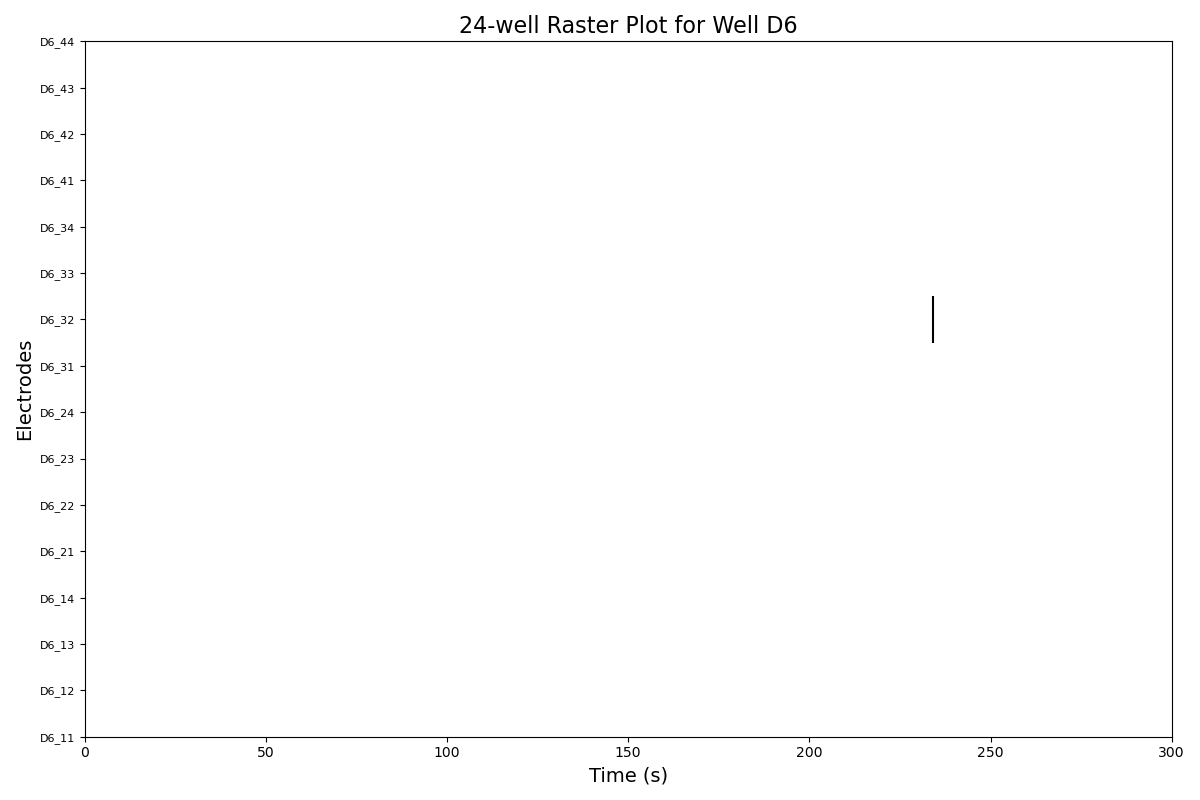 24-well Raster Plot for Well D6
D6_44
D6_43
D6_42
D6_41
D6_34
D6_33
D6_32
D6_31
D6_24
D6_23
D6_22
D6_21
D6_14
D6_13
D6_12
D6_11
Electrodes
0 50 100 150 200 250 300
Time (s)